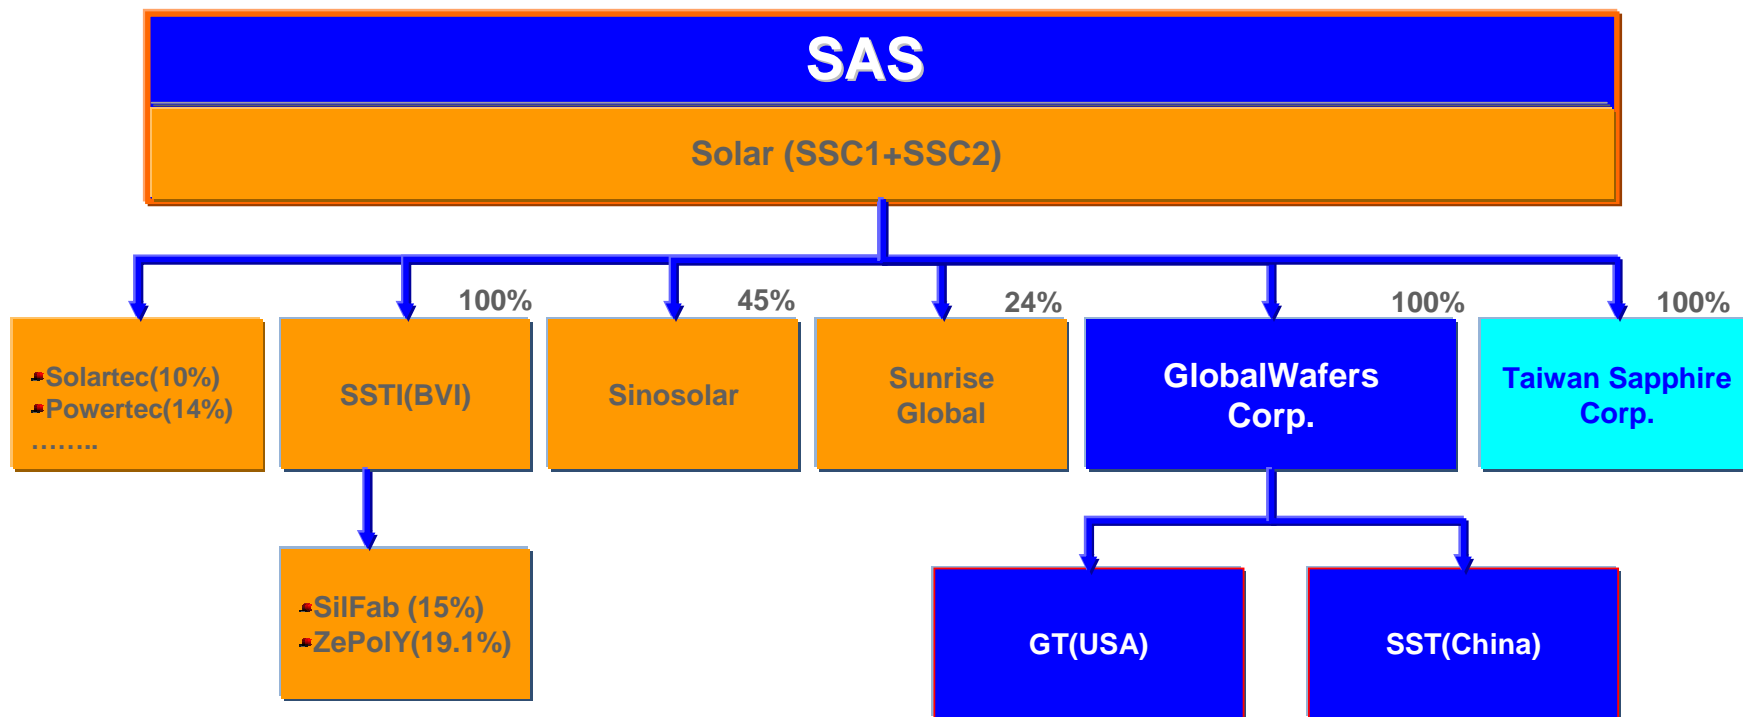 SAS
Solar (SSC1+SSC2)
100%
45%
24%
100%
100%
Solartec(10%)
Powertec(14%)
……..
SSTI(BVI)
Sinosolar
Sunrise
Global
GlobalWafers
Corp.
Taiwan Sapphire
Corp.
SilFab (15%)
ZePolY(19.1%)
GT(USA)
SST(China)